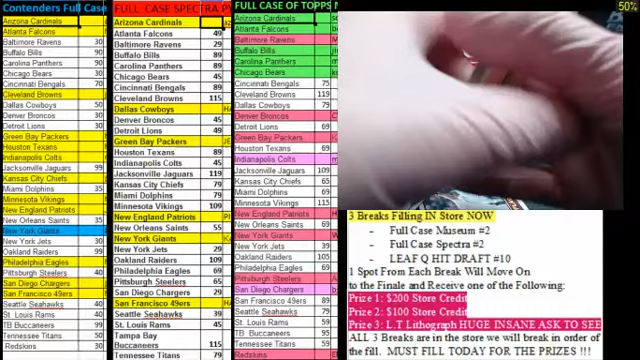 Contenders Full Case
Arizona Cardinals
Atlanta Falcons
Baltimore Ravens 30
Buffalo Bills 90
Carolina Panthers 90
Chicago Bears 30
Cincinnati Bengals 70
Cleveland Browns
Dallas Cowboys 50
Denver Broncos 30
Detroit Lions 30
Green Bay Packers
Houston Texans
Indianapolis Colts
Jacksonville Jaguars 99
Kansas City Chiefs
Miami Dolphins 35
Minnesota Vikings
New England Patriots
New Orleans Saints 35
New York Giants
New York Jets 30
Oakland Raiders 99
Philadelphia Eagles
Pittsburgh Steelers 40
San Diego Chargers
San Francisco 49ers
Seattle Seahawks 40
St. Louis Rams 40
TB Buccaneers 99
Tennessee Titans 50
Redskins 30
FULL CASE SPECTRA
Arizona Cardinals
Atlanta Falcons 49
Baltimore Ravens 29
Buffalo Bills 89
Carolina Panthers 89
Chicago Bears 45
Cincinnati Bengals 89
Cleveland Browns 115
Dallas Cowboys
Denver Broncos 45
Detroit Lions 49
Green Bay Packers
Houston Texans 89
Indianapolis Colts 45
Jacksonville Jaguars 119
Kansas City Chiefs 79
Miami Dolphins 79
Minnesota Vikings 109
New England Patriots
New Orleans Saints 55
New York Giants
New York Jets 29
Oakland Raiders 109
Philadelphia Eagles 69
Pittsburgh Steelers 65
San Diego Chargers 29
San Francisco 49ers
Seattle Seahawks 39
St. Louis Rams 45
Tampa Bay
Buccaneers 115
Tennessee Titans 79
FULL CASE OF TOPPS
Arizona Cardinals
Atlanta Falcons
Baltimore Ravens
Buffalo Bills
Carolina Panthers
Chicago Bears
Cincinnati Bengals 75
Cleveland Browns 119
Dallas Cowboys 79
Denver Broncos
Detroit Lions 69
Green Bay Packers
Houston Texans 69
Indianapolis Colts
Jacksonville Jaguars 109
Kansas City Chiefs 65
Miami Dolphins 69
Minnesota Vikings 115
New England Patriots
New Orleans Saints
New York Giants
New York Jets 39
Oakland Raiders 105
Philadelphia Eagles 69
Pittsburgh Steelers
San Diego Chargers
San Francisco 49ers 89
Seattle Seahawks 79
St. Louis Rams 59
TB Buccaneers 95
Tennessee Titans 59
Redskins
50%
3 Breaks Filling IN Store NOW
- Full Case Museum #2
- Full Case Spectra #2
- LEAF Q HIT DRAFT #10
1 Spot From Each Break Will Move On
to the Finale and Receive one of the Following:
Prize 1: $200 Store Credit
Prize 2: $100 Store Credit
Prize 3: L.T Lithograph HUGE INSANE ASK TO SEE
ALL 3 Breaks are in the store we will break in order of
the fill. MUST FILL TODAY FOR THE PRIZES !!!